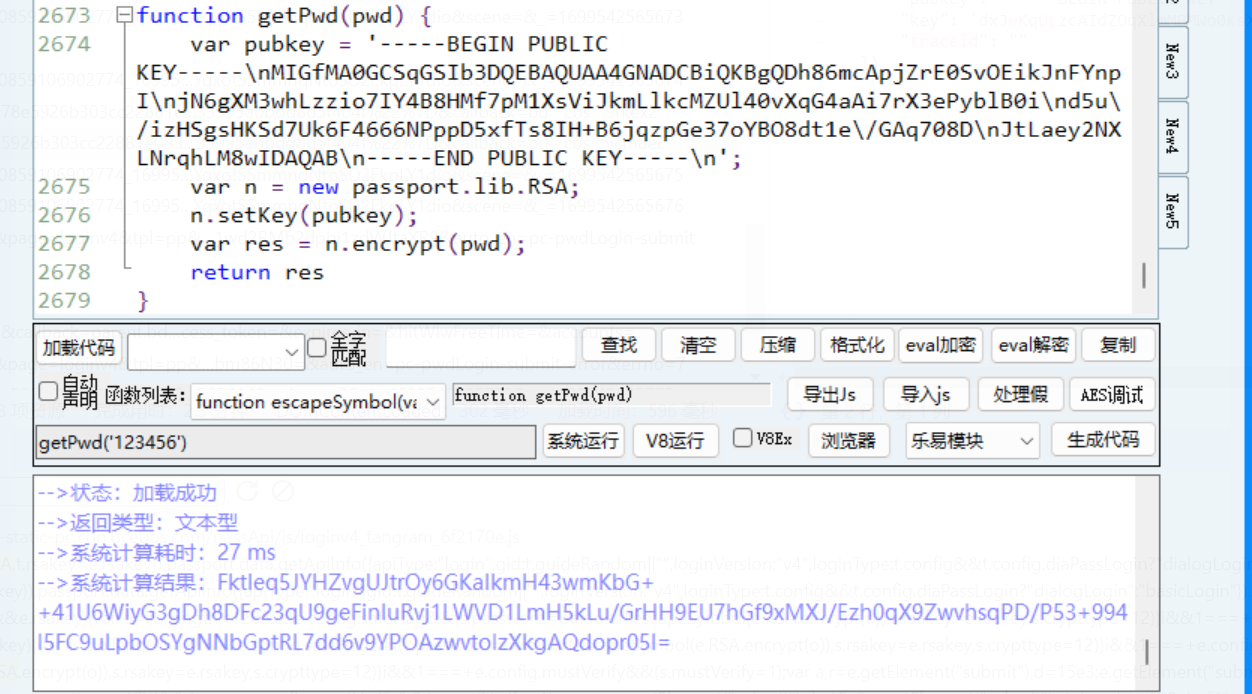 2673 function getPwd(pwd) {
2674 var pubkey = '-----BEGIN PUBLIC
KEY-----\nMIGfMA0GCSqGSIb3DQEBAQUAA4GNADCBiQKBgQDh86mcApjZrE0SvOEikJnFYnp
I\njN6gXM3whLzzio7IY4B8HMf7pM1XsViJkmLlkcMZUl40vXqG4aAi7rX3ePyblB0i\nd5u\
/izHSgsHKSd7Uk6F4666NPppD5xfTs8IH+B6jqzpGe37oYBO8dt1e\/GAq708D\nJtLaey2NX
LNrqhLM8wIDAQAB\n-----END PUBLIC KEY-----\n';
2675 var n = new passport.lib.RSA;
2676 n.setKey(pubkey);
2677 var res = n.encrypt(pwd);
2678 return res
2679 }
New3
New4
New5
加载代码 全字匹配 查找 清空 压缩 格式化 eval加密 eval解密 复制
自动声明 函数列表: function escapeSymbol(va function getPwd(pwd) 导出Js 导入js 处理假 AES调试
getPwd('123456') 系统运行 V8运行 V8Ex 浏览器 乐易模块 生成代码
-->状态：加载成功
-->返回类型：文本型
-->系统计算耗时：27 ms
-->系统计算结果：FktIeq5JYHZvgUJtrOy6GKaIkmH43wmKbG+
+41U6WiyG3gDh8DFc23qU9geFinIuRvj1LWVD1LmH5kLu/GrHH9EU7hGf9xMXJ/Ezh0qX9ZwvhsqPD/P53+994
I5FC9uLpbOSYgNNbGptRL7dd6v9YPOAzwvtoIzXkgAQdopr05I=